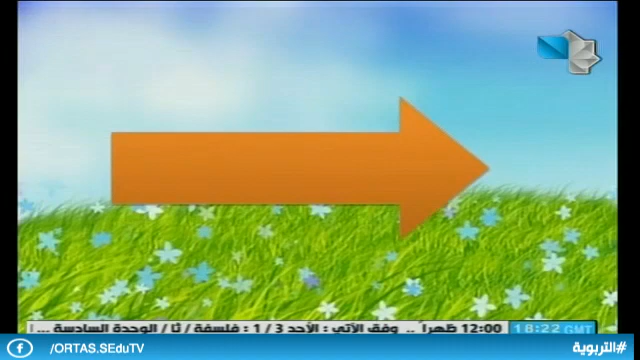 12:00 ظهراً .. وفق الآتي : الأحد 3 / 1 : فلسفة / ثا / الوحدة السادسة ...
18:22 GMT
/ORTAS.SEduTV
#التربوية